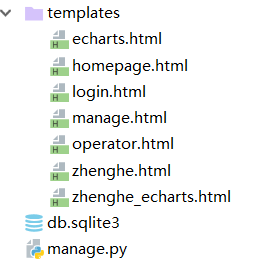 templates
echarts.html
homepage.html
login.html
manage.html
operator.html
zhenghe.html
zhenghe_echarts.html
db.sqlite3
manage.py